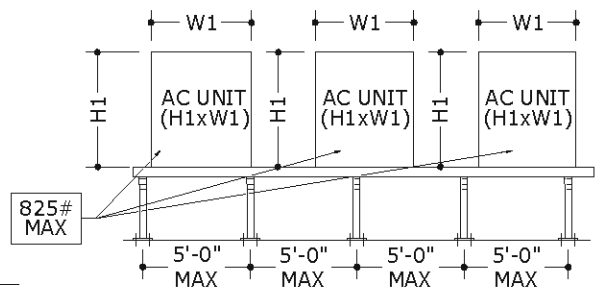 W1
W1
W1
H1
AC UNIT
(H1xW1)
H1
AC UNIT
(H1xW1)
H1
AC UNIT
(H1xW1)
825#
MAX
5'-0"
MAX
5'-0"
MAX
5'-0"
MAX
5'-0"
MAX